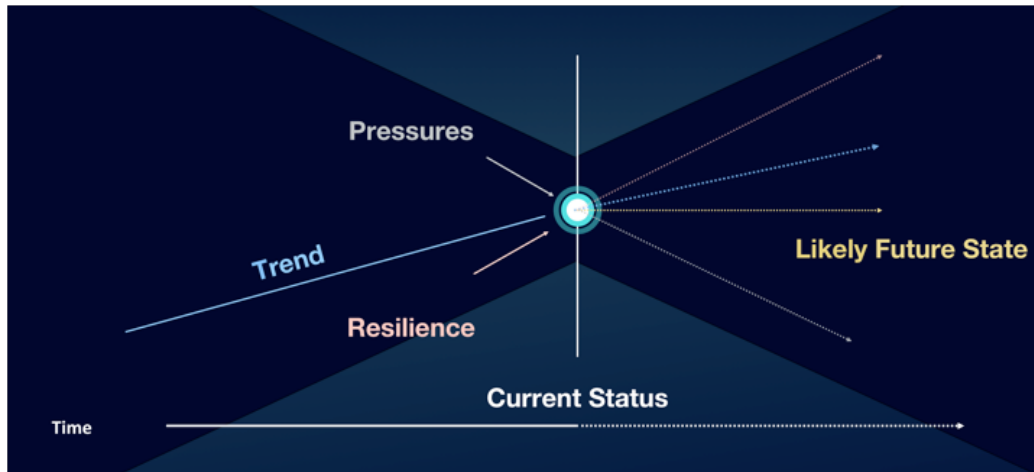 Pressures
Trend
Likely Future State
Resilience
Current Status
Time